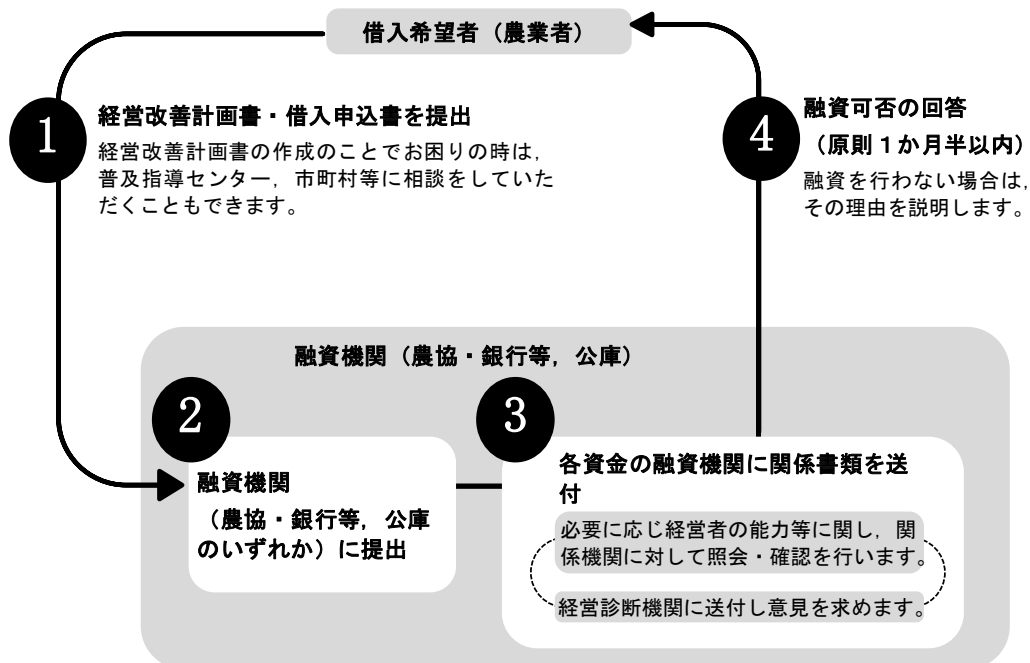 借入希望者（農業者）
1
経営改善計画書・借入申込書を提出
経営改善計画書の作成のことでお困りの時は，
普及指導センター，市町村等に相談をしていた
だくこともできます。
4
融資可否の回答
（原則１か月半以内）
融資を行わない場合は，
その理由を説明します。
融資機関（農協・銀行等，公庫）
2
融資機関
（農協・銀行等，公庫
のいずれか）に提出
3
各資金の融資機関に関係書類を送
付
必要に応じ経営者の能力等に関し，関
係機関に対して照会・確認を行います。
経営診断機関に送付し意見を求めます。